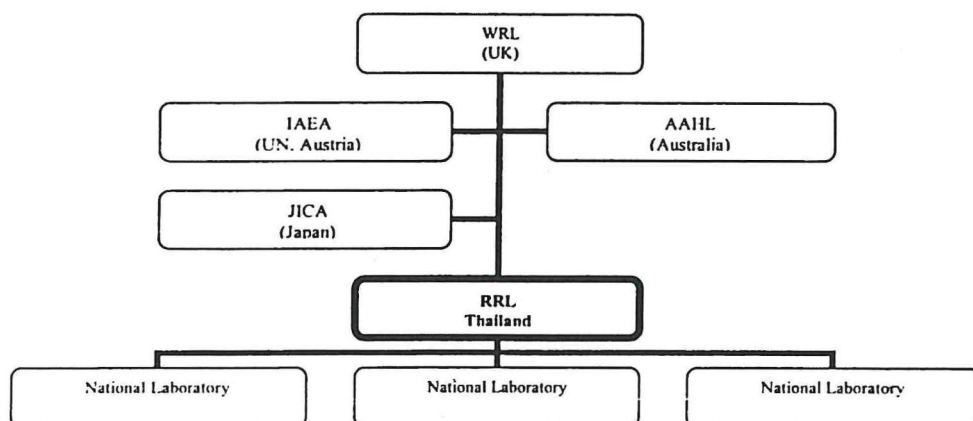 WRL
(UK)
IAEA
(UN. Austria)
AAHL
(Australia)
JICA
(Japan)
RRL
Thailand
National Laboratory
National Laboratory
National Laboratory